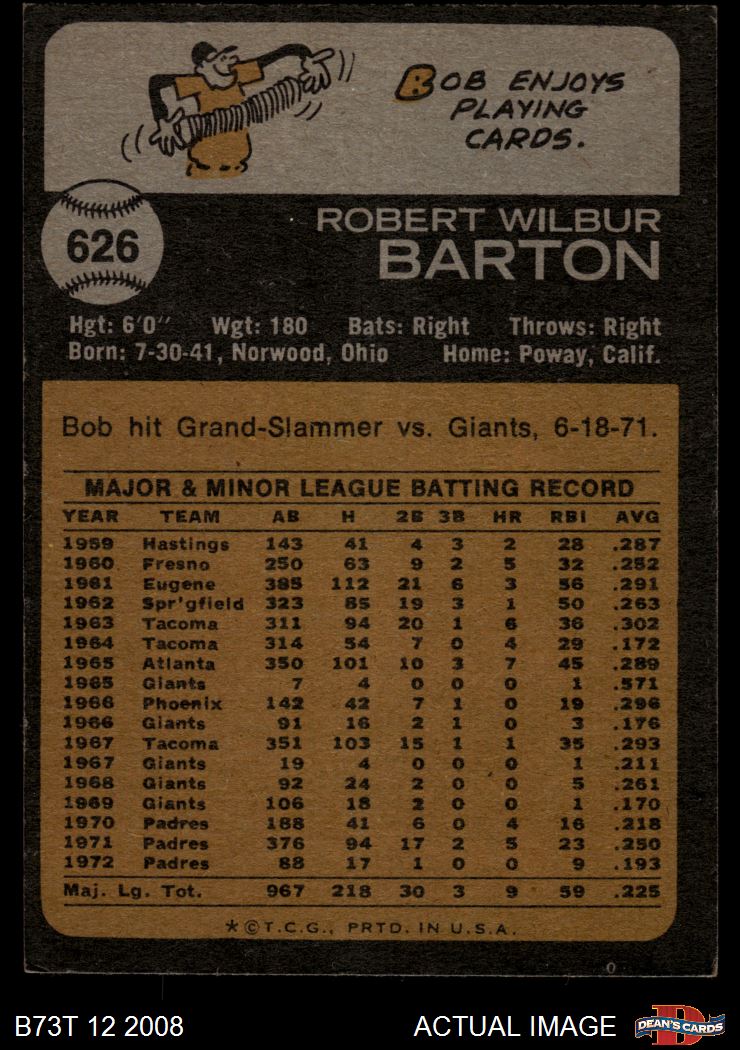 BOB ENJOYS
PLAYING
CARDS.
626
ROBERT WILBUR
BARTON
Hgt: 6'0" Wgt: 180 Bats: Right Throws: Right
Born: 7-30-41, Norwood, Ohio Home: Poway, Calif.
Bob hit Grand-Slammer vs. Giants, 6-18-71.
MAJOR & MINOR LEAGUE BATTING RECORD
YEAR TEAM AB H 2B 3B HR RBI AVG
1959 Hastings 143 41 4 3 2 28 .287
1960 Fresno 250 63 9 2 5 32 .252
1961 Eugene 385 112 21 6 3 56 .291
1962 Spr'gfield 323 85 19 3 1 50 .263
1963 Tacoma 311 94 20 1 6 36 .302
1964 Tacoma 314 54 7 0 4 29 .172
1965 Atlanta 350 101 10 3 7 45 .289
1965 Giants 7 4 0 0 0 1 .571
1966 Phoenix 142 42 7 1 0 19 .296
1966 Giants 91 16 2 1 0 3 .176
1967 Tacoma 351 103 15 1 1 35 .293
1967 Giants 19 4 0 0 0 1 .211
1968 Giants 92 24 2 0 0 5 .261
1969 Giants 106 18 2 0 0 1 .170
1970 Padres 188 41 6 0 4 16 .218
1971 Padres 376 94 17 2 5 23 .250
1972 Padres 88 17 1 0 0 9 .193
Maj. Lg. Tot. 967 218 30 3 9 59 .225
*©T.C.G., PRTD. IN U.S.A.
0
B73T 12 2008 ACTUAL IMAGE D DEAN'S CARDS